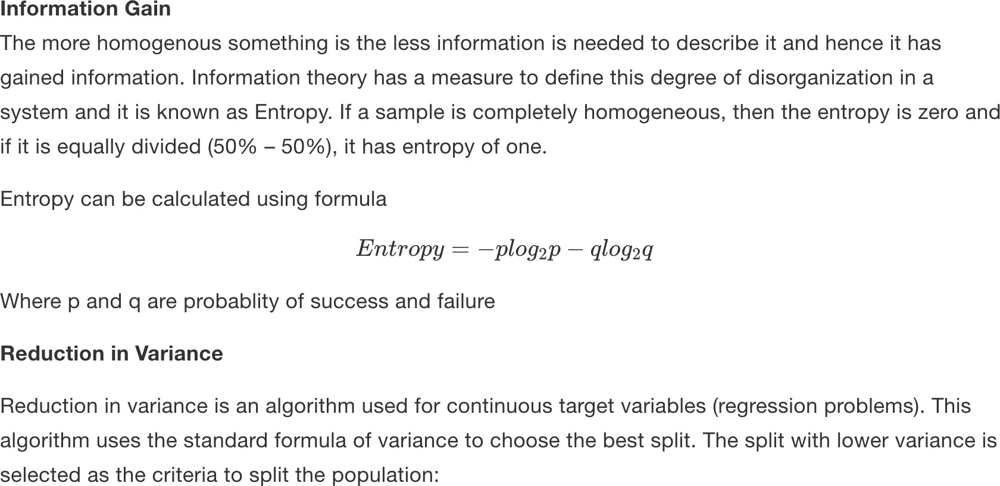 Information Gain
The more homogenous something is the less information is needed to describe it and hence it has
gained information. Information theory has a measure to define this degree of disorganization in a
system and it is known as Entropy. If a sample is completely homogeneous, then the entropy is zero and
if it is equally divided (50% – 50%), it has entropy of one.
Entropy can be calculated using formula
Entropy = −plog₂p − qlog₂q
Where p and q are probablity of success and failure
Reduction in Variance
Reduction in variance is an algorithm used for continuous target variables (regression problems). This
algorithm uses the standard formula of variance to choose the best split. The split with lower variance is
selected as the criteria to split the population: